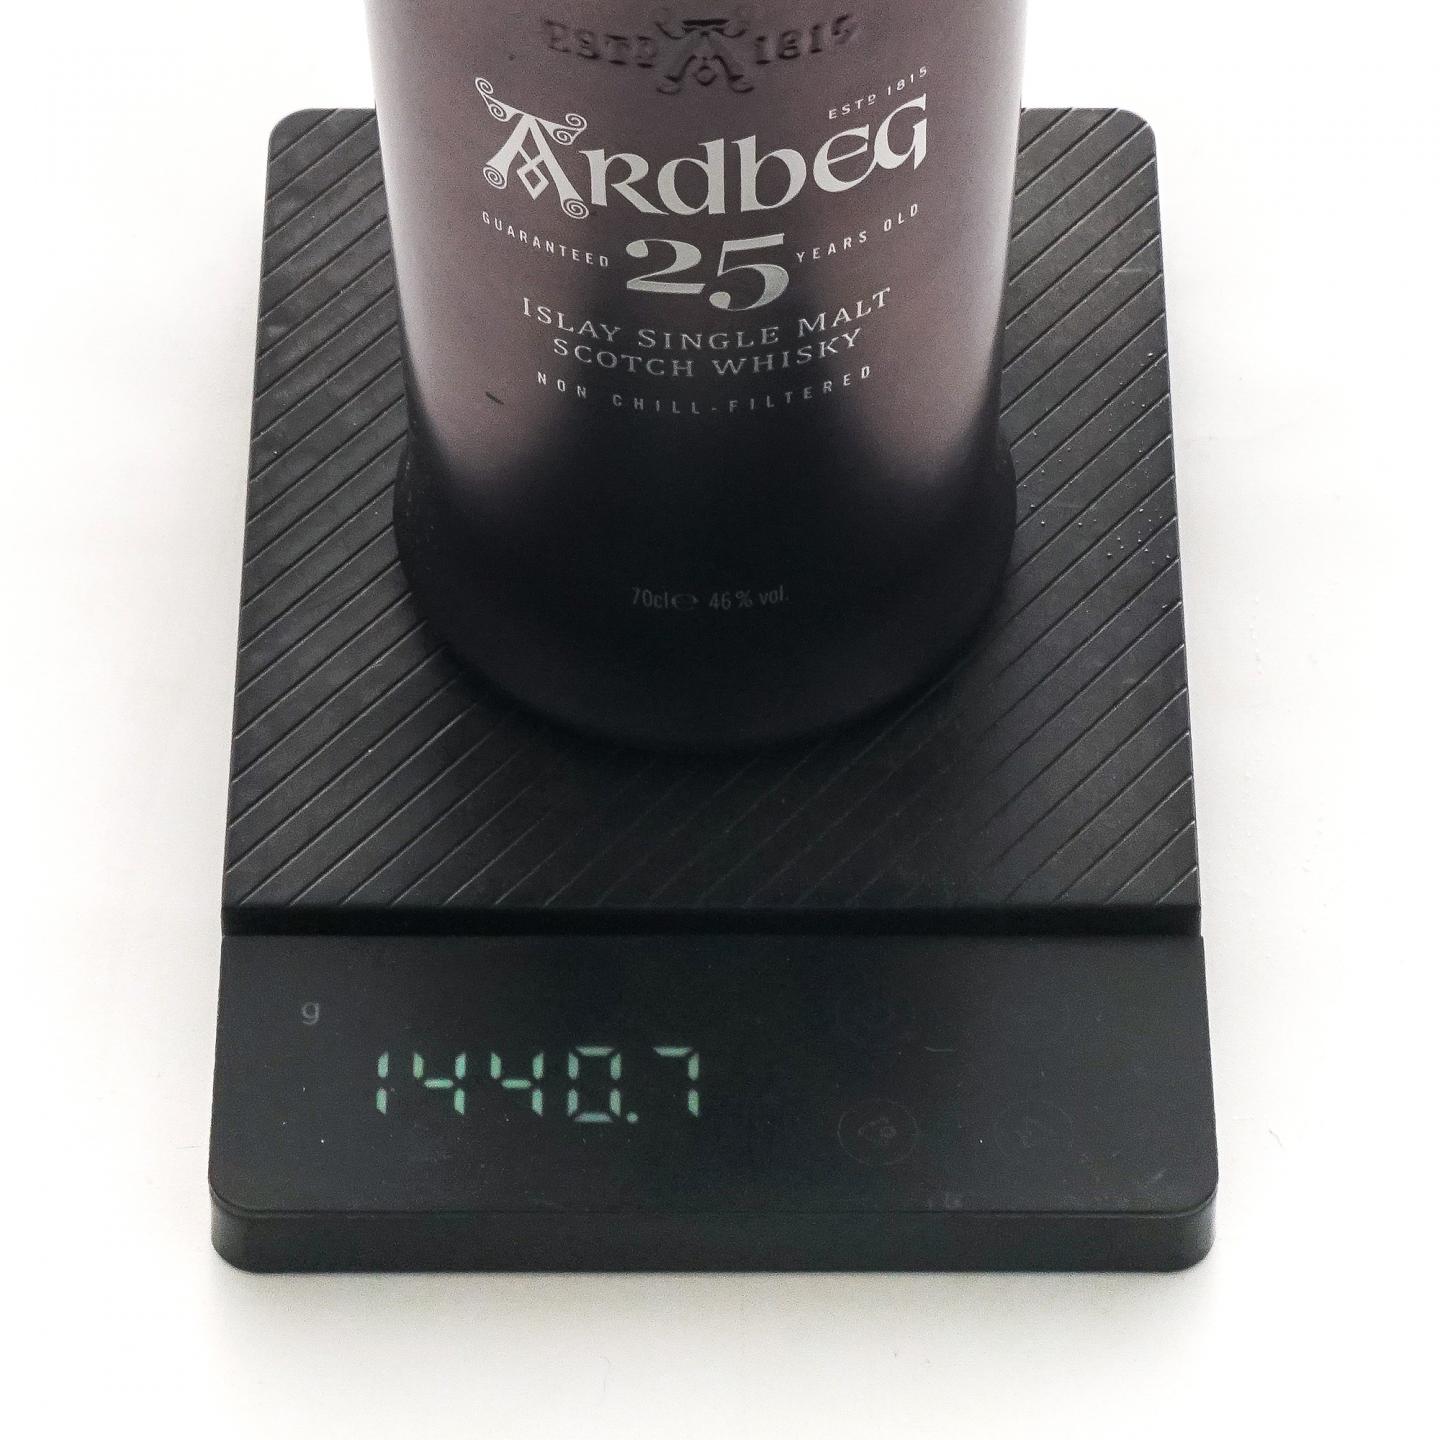 ESTD A 1815
ESTD 1815
ARdbEG
GUARANTEED 25 YEARS OLD
ISLAY SINGLE MALT
SCOTCH WHISKY
NON CHILL-FILTERED
70cl ℮ 46% vol.
g
1440.7